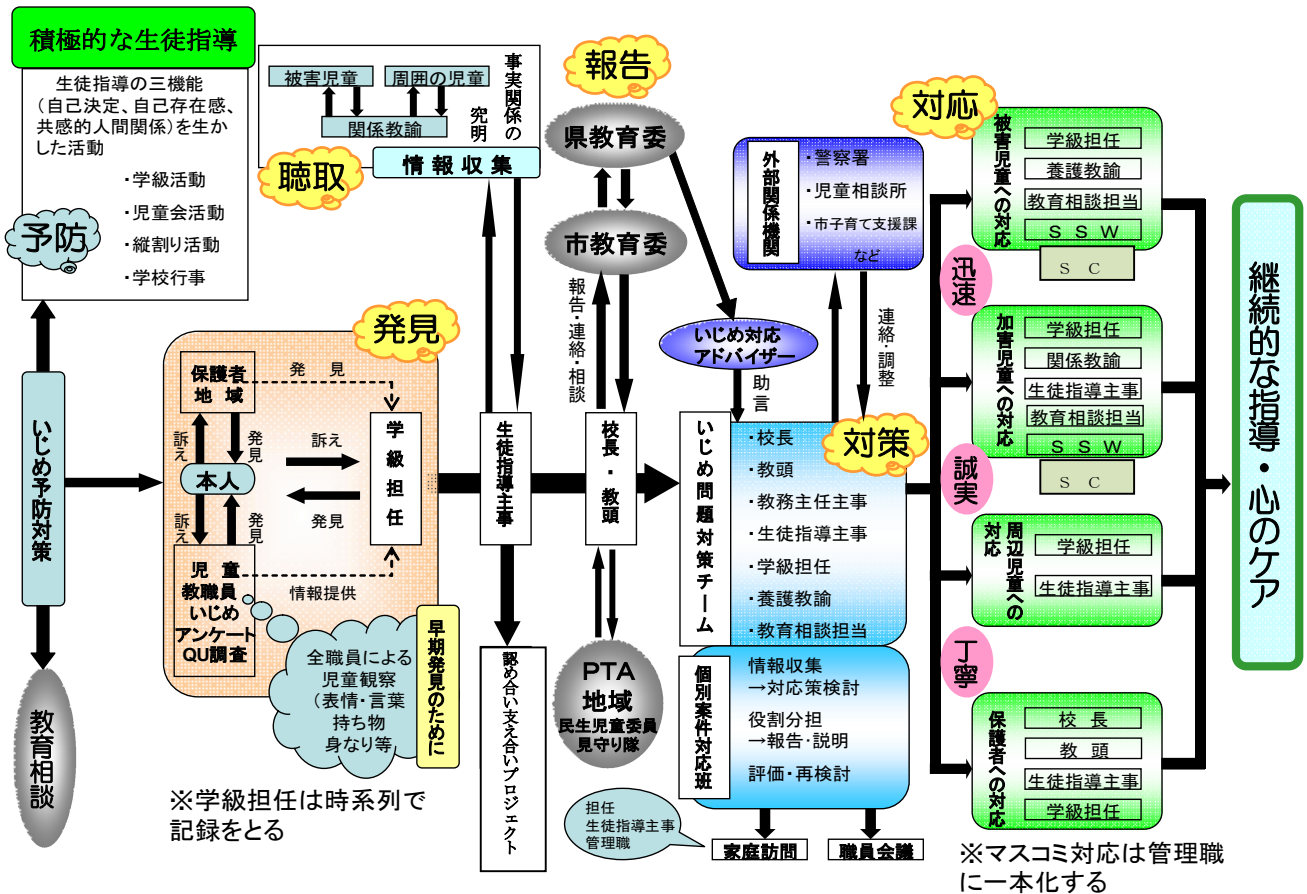 積極的な生徒指導
生徒指導の三機能
（自己決定、自己存在感、
共感的人間関係）を生か
した活動
・学級活動
・児童会活動
・縦割り活動
・学校行事
予防
いじめ予防対策
教育相談
事実関係の
究明
被害児童
周囲の児童
関係教諭
情報収集
聴取
発見
保護者
地域
発　見
訴え
発見
本人
訴え
発見
訴え
発見
学級担任
児　童
教職員
いじめ
アンケート
QU調査
情報提供
全職員による
児童観察
（表情・言葉
持ち物
身なり等
早期発見のために
※学級担任は時系列で
記録をとる
生徒指導主事
認め合い支え合いプロジェクト
報告
県教育委
市教育委
報告・連絡・相談
校長・教頭
PTA
地域
民生児童委員
見守り隊
外部関係機関
・警察署
・児童相談所
・市子育て支援課
など
いじめ対応
アドバイザー
助言
連絡・調整
対策
いじめ問題対策チーム
・校長
・教頭
・教務主任主事
・生徒指導主事
・学級担任
・養護教諭
・教育相談担当
個別案件対応班
情報収集
→対応策検討
役割分担
→報告・説明
評価・再検討
担任
生徒指導主事
管理職
家庭訪問
職員会議
対応
被害児童への対応
学級担任
養護教諭
教育相談担当
ＳＳＷ
ＳＣ
迅速
加害児童への対応
学級担任
関係教諭
生徒指導主事
教育相談担当
ＳＳＷ
ＳＣ
誠実
周辺児童への
対応
学級担任
生徒指導主事
丁寧
保護者への対応
校　長
教　頭
生徒指導主事
学級担任
※マスコミ対応は管理職
に一本化する
継続的な指導・心のケア